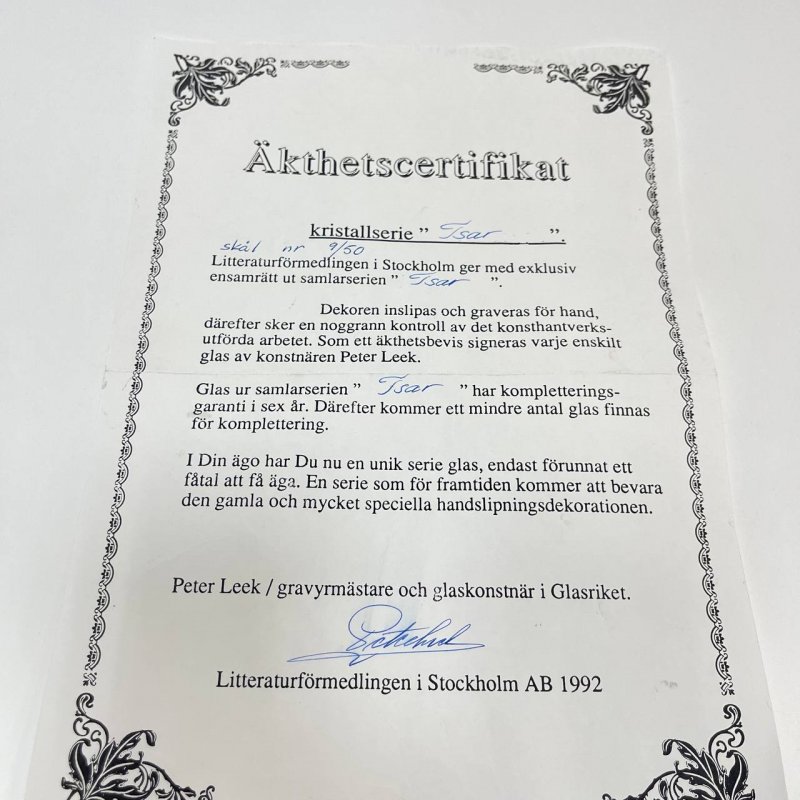 Äkthetscertifikat
kristallserie " Tsar ".
skål nr 9/50
Litteraturförmedlingen i Stockholm ger med exklusiv
ensamrätt ut samlarserien " Tsar ".
Dekoren inslipas och graveras för hand,
därefter sker en noggrann kontroll av det konsthantverks-
utförda arbetet. Som ett äkthetsbevis signeras varje enskilt
glas av konstnären Peter Leek.
Glas ur samlarserien " Tsar " har kompletterings-
garanti i sex år. Därefter kommer ett mindre antal glas finnas
för komplettering.
I Din ägo har Du nu en unik serie glas, endast förunnat ett
fåtal att få äga. En serie som för framtiden kommer att bevara
den gamla och mycket speciella handslipningsdekorationen.
Peter Leek / gravyrmästare och glaskonstnär i Glasriket.
Litteraturförmedlingen i Stockholm AB 1992